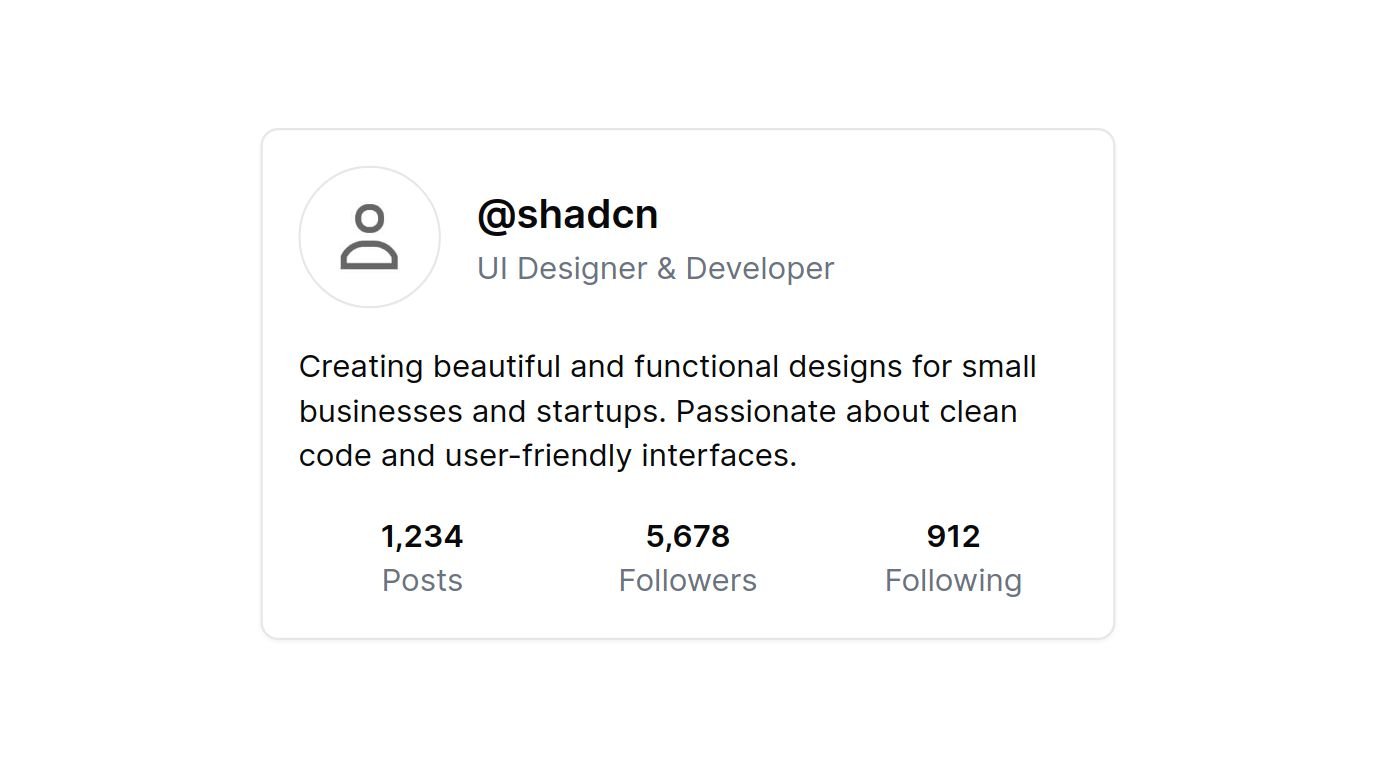 @shadcn
UI Designer & Developer
Creating beautiful and functional designs for small
businesses and startups. Passionate about clean
code and user-friendly interfaces.
1,234
Posts
5,678
Followers
912
Following